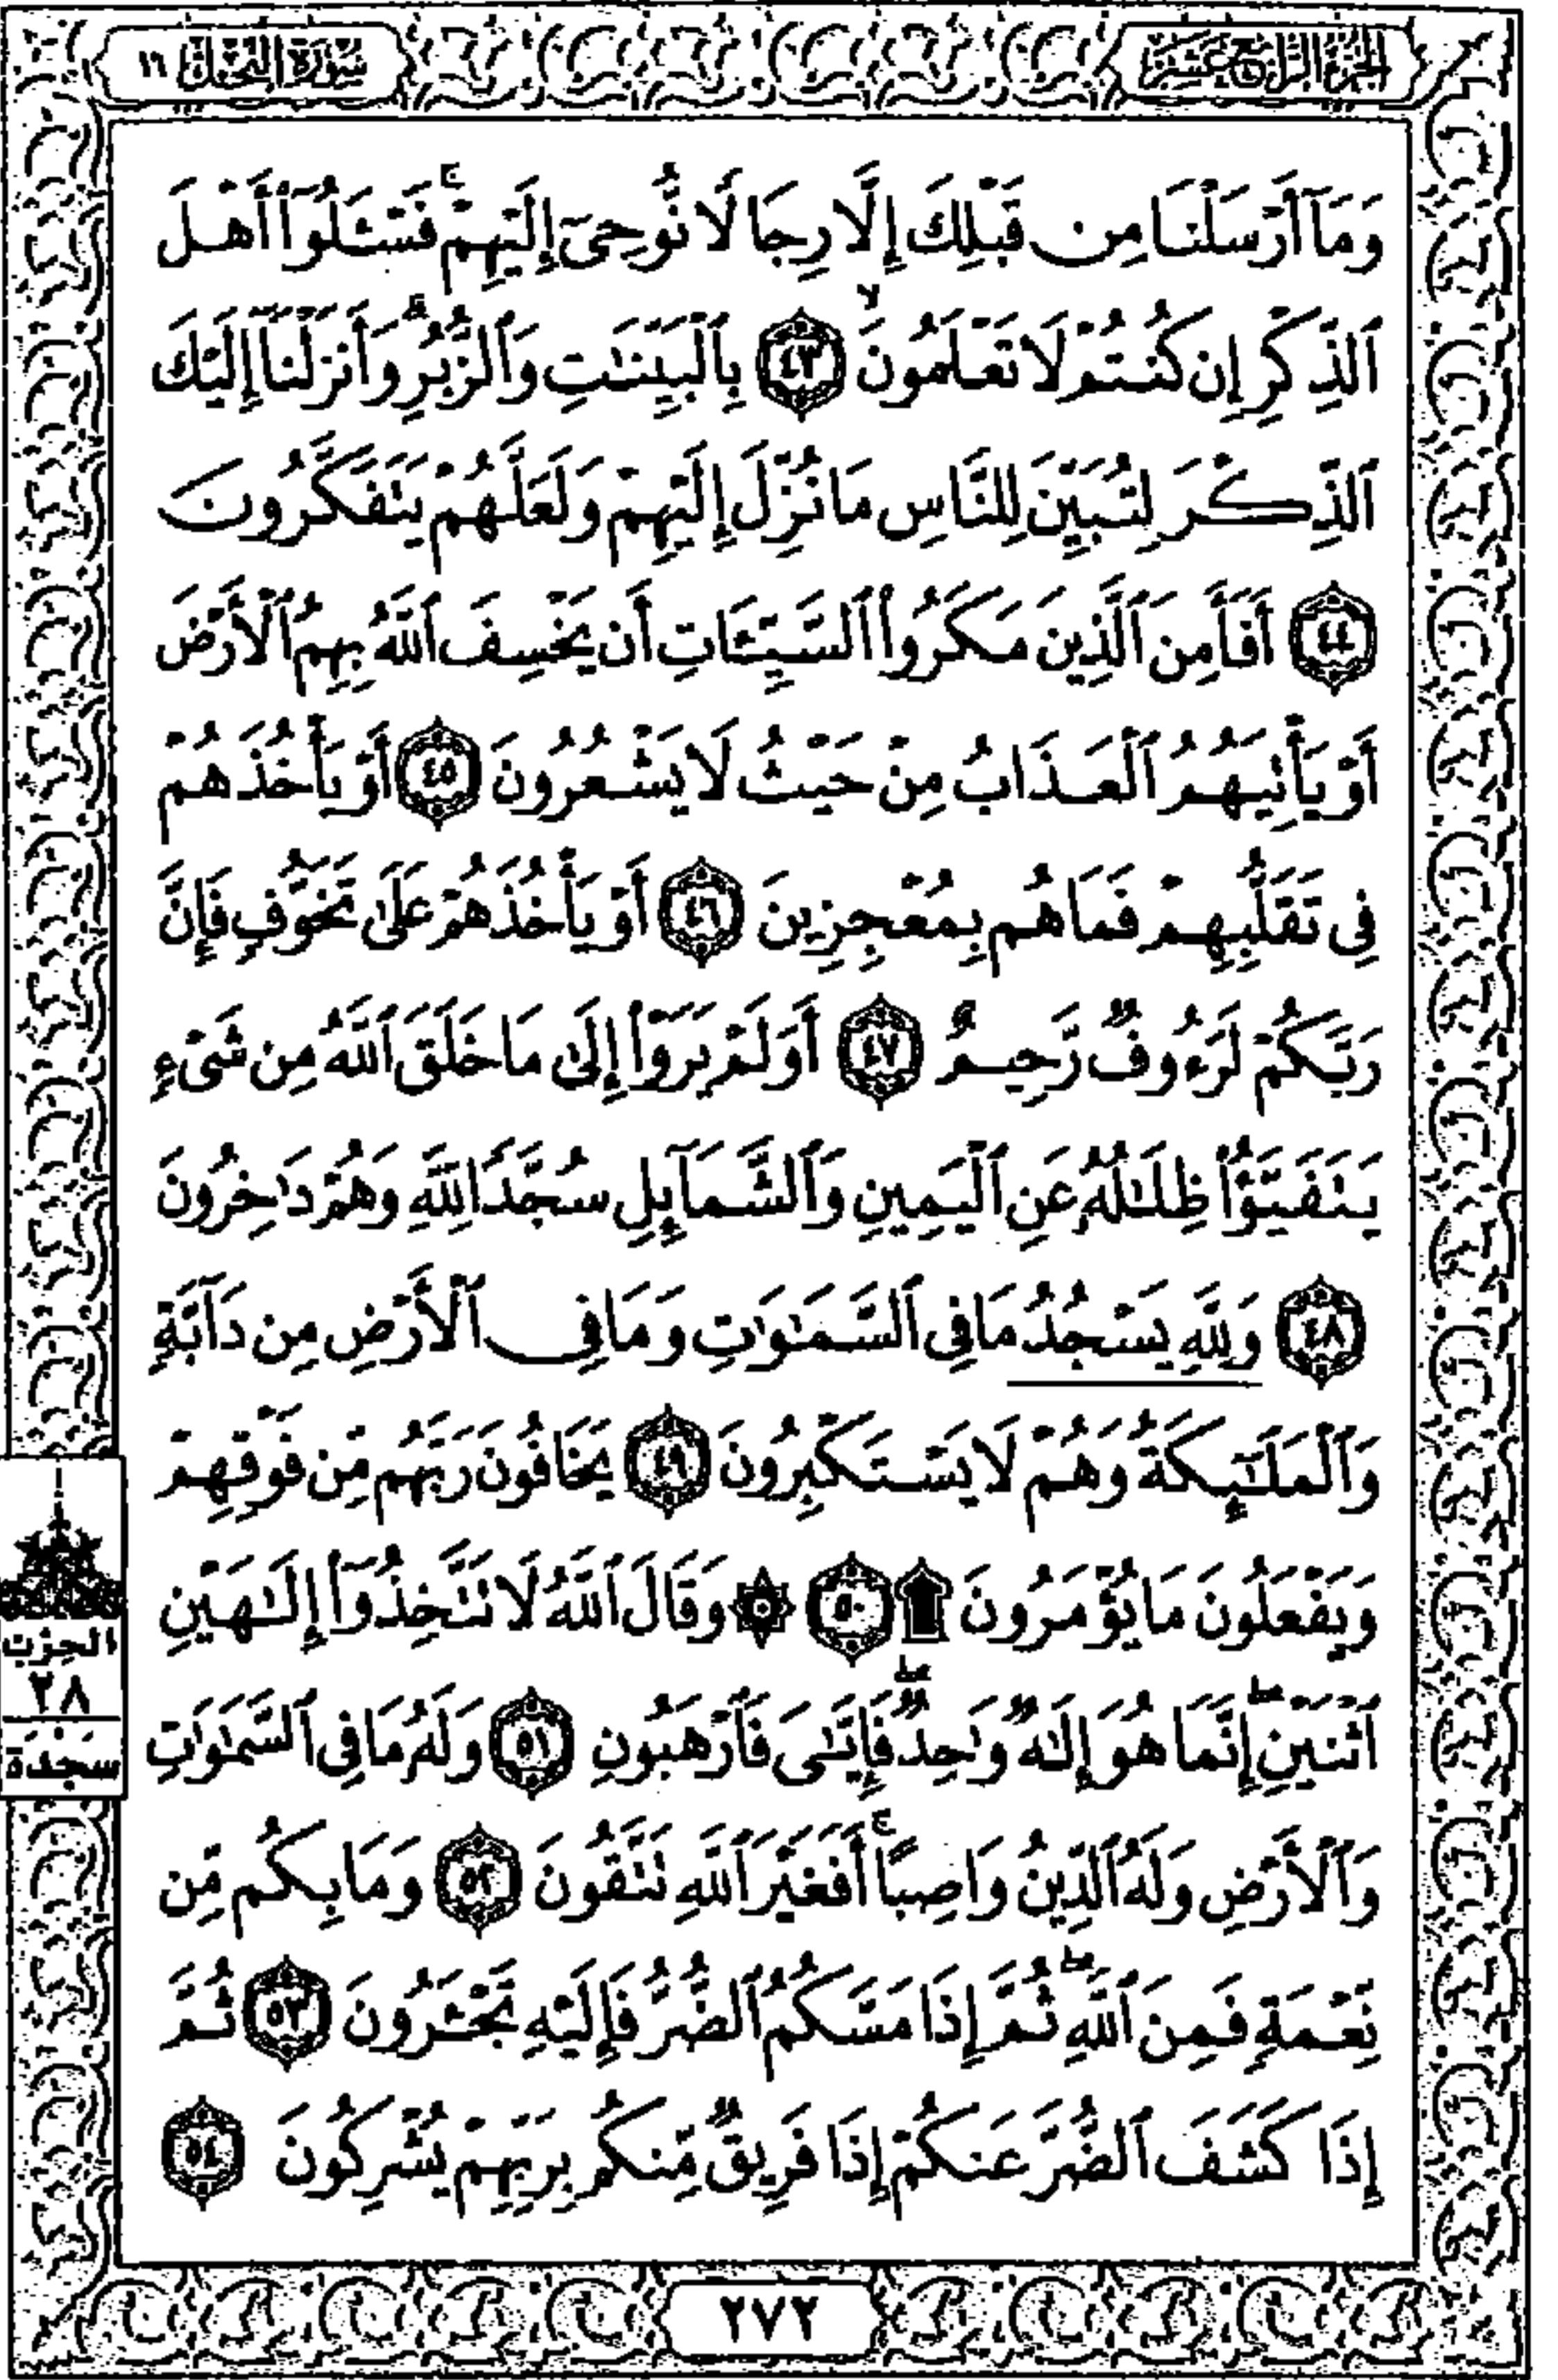 الجزء الرابع عشر
سورة النحل ١٦
وَمَآ أَرۡسَلۡنَا مِن قَبۡلِكَ إِلَّا رِجَالٗا نُّوحِيٓ إِلَيۡهِمۡۚ فَسۡـَٔلُوٓاْ أَهۡلَ
ٱلذِّكۡرِ إِن كُنتُمۡ لَا تَعۡلَمُونَۙ ٤٣ بِٱلۡبَيِّنَٰتِ وَٱلزُّبُرِۗ وَأَنزَلۡنَآ إِلَيۡكَ
ٱلذِّكۡرَ لِتُبَيِّنَ لِلنَّاسِ مَا نُزِّلَ إِلَيۡهِمۡ وَلَعَلَّهُمۡ يَتَفَكَّرُونَ
٤٤ أَفَأَمِنَ ٱلَّذِينَ مَكَرُواْ ٱلسَّيِّـَٔاتِ أَن يَخۡسِفَ ٱللَّهُ بِهِمُ ٱلۡأَرۡضَ
أَوۡ يَأۡتِيَهُمُ ٱلۡعَذَابُ مِنۡ حَيۡثُ لَا يَشۡعُرُونَ ٤٥ أَوۡ يَأۡخُذَهُمۡ
فِي تَقَلُّبِهِمۡ فَمَا هُم بِمُعۡجِزِينَ ٤٦ أَوۡ يَأۡخُذَهُمۡ عَلَىٰ تَخَوُّفٖ فَإِنَّ
رَبَّكُمۡ لَرَءُوفٞ رَّحِيمٌ ٤٧ أَوَلَمۡ يَرَوۡاْ إِلَىٰ مَا خَلَقَ ٱللَّهُ مِن شَيۡءٖ
يَتَفَيَّؤُاْ ظِلَٰلُهُۥ عَنِ ٱلۡيَمِينِ وَٱلشَّمَآئِلِ سُجَّدٗا لِّلَّهِ وَهُمۡ دَٰخِرُونَ
٤٨ وَلِلَّهِ يَسۡجُدُ مَا فِي ٱلسَّمَٰوَٰتِ وَمَا فِي ٱلۡأَرۡضِ مِن دَآبَّةٖ
وَٱلۡمَلَٰٓئِكَةُ وَهُمۡ لَا يَسۡتَكۡبِرُونَ ٤٩ يَخَافُونَ رَبَّهُم مِّن فَوۡقِهِمۡ
وَيَفۡعَلُونَ مَا يُؤۡمَرُونَ ۩ ٥٠ ۞ وَقَالَ ٱللَّهُ لَا تَتَّخِذُوٓاْ إِلَٰهَيۡنِ
ٱثۡنَيۡنِۖ إِنَّمَا هُوَ إِلَٰهٞ وَٰحِدٞۖ فَإِيَّٰيَ فَٱرۡهَبُونِ ٥١ وَلَهُۥ مَا فِي ٱلسَّمَٰوَٰتِ
وَٱلۡأَرۡضِ وَلَهُ ٱلدِّينُ وَاصِبًاۚ أَفَغَيۡرَ ٱللَّهِ تَتَّقُونَ ٥٢ وَمَا بِكُم مِّن
نِّعۡمَةٖ فَمِنَ ٱللَّهِۖ ثُمَّ إِذَا مَسَّكُمُ ٱلضُّرُّ فَإِلَيۡهِ تَجۡـَٔرُونَ ٥٣ ثُمَّ
إِذَا كَشَفَ ٱلضُّرَّ عَنكُمۡ إِذَا فَرِيقٞ مِّنكُم بِرَبِّهِمۡ يُشۡرِكُونَ ٥٤
الحِزْب
٢٨
سَجْدَة
٢٧٢